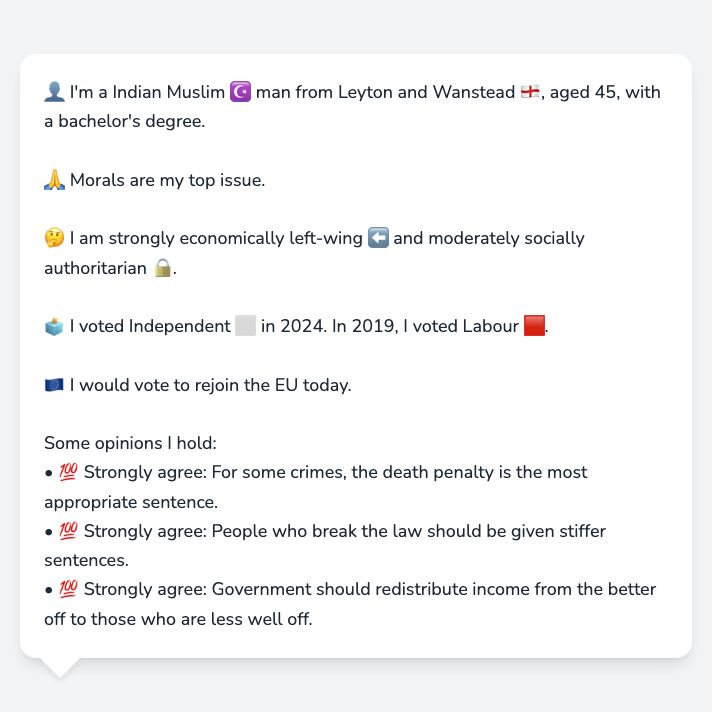 👤 I'm a Indian Muslim ☪️ man from Leyton and Wanstead 🏴󠁧󠁢󠁥󠁮󠁧󠁿, aged 45, with
a bachelor's degree.
🙏 Morals are my top issue.
🤔 I am strongly economically left-wing ⬅️ and moderately socially
authoritarian 🔒.
🗳️ I voted Independent ⬜ in 2024. In 2019, I voted Labour 🟥.
🇪🇺 I would vote to rejoin the EU today.
Some opinions I hold:
• 💯 Strongly agree: For some crimes, the death penalty is the most
appropriate sentence.
• 💯 Strongly agree: People who break the law should be given stiffer
sentences.
• 💯 Strongly agree: Government should redistribute income from the better
off to those who are less well off.